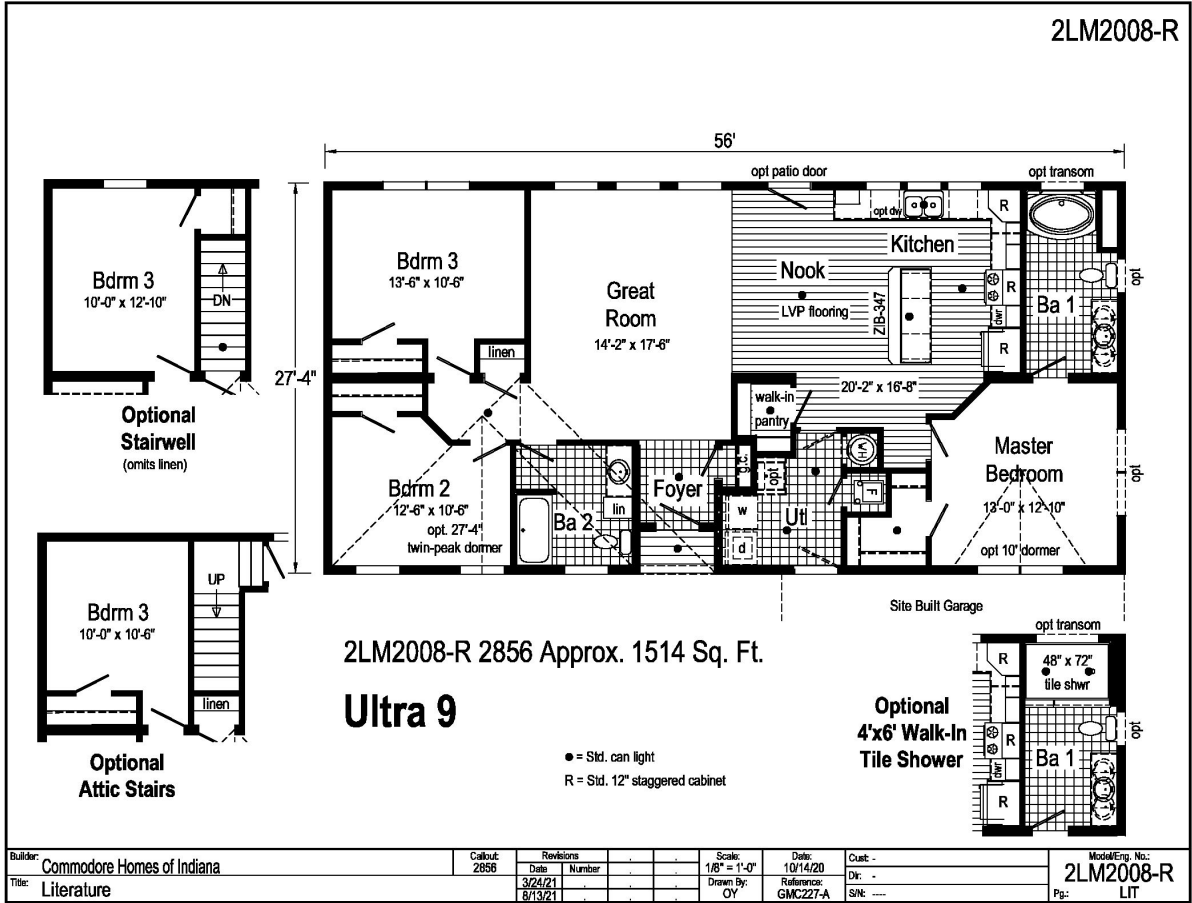 2LM2008-R
56'
27'-4"
opt patio door
opt transom
Bdrm 3
10'-0" x 12'-10"
DN
Optional
Stairwell
(omits linen)
Bdrm 3
13'-6" x 10'-6"
linen
Great
Room
14'-2" x 17'-6"
opt dw
R
Kitchen
Nook
LVP flooring
ZIB-347
R
dwr
R
Ba 1
opt
20'-2" x 16'-8"
walk-in
pantry
Master
Bedroom
13'-0" x 12'-10"
opt 10' dormer
opt
WH
F
g.c.
opt
Utl
w
d
Foyer
Bdrm 2
12'-6" x 10'-6"
opt. 27'-4"
twin-peak dormer
Ba 2
lin
Bdrm 3
10'-0" x 10'-6"
UP
linen
Optional
Attic Stairs
Site Built Garage
2LM2008-R 2856 Approx. 1514 Sq. Ft.
Ultra 9
● = Std. can light
R = Std. 12" staggered cabinet
Optional
4'x6' Walk-In
Tile Shower
opt transom
R
48" x 72"
tile shwr
R
dwr
R
Ba 1
opt
Builder: Commodore Homes of Indiana
Title: Literature
Callout:
2856
Revisions
Date Number
3/24/21
8/13/21
Scale:
1/8" = 1'-0"
Drawn By:
OY
Date:
10/14/20
Reference:
GMC227-A
Cust: -
Dir: -
S/N: ----
Model/Eng. No.:
2LM2008-R
Pg.: LIT